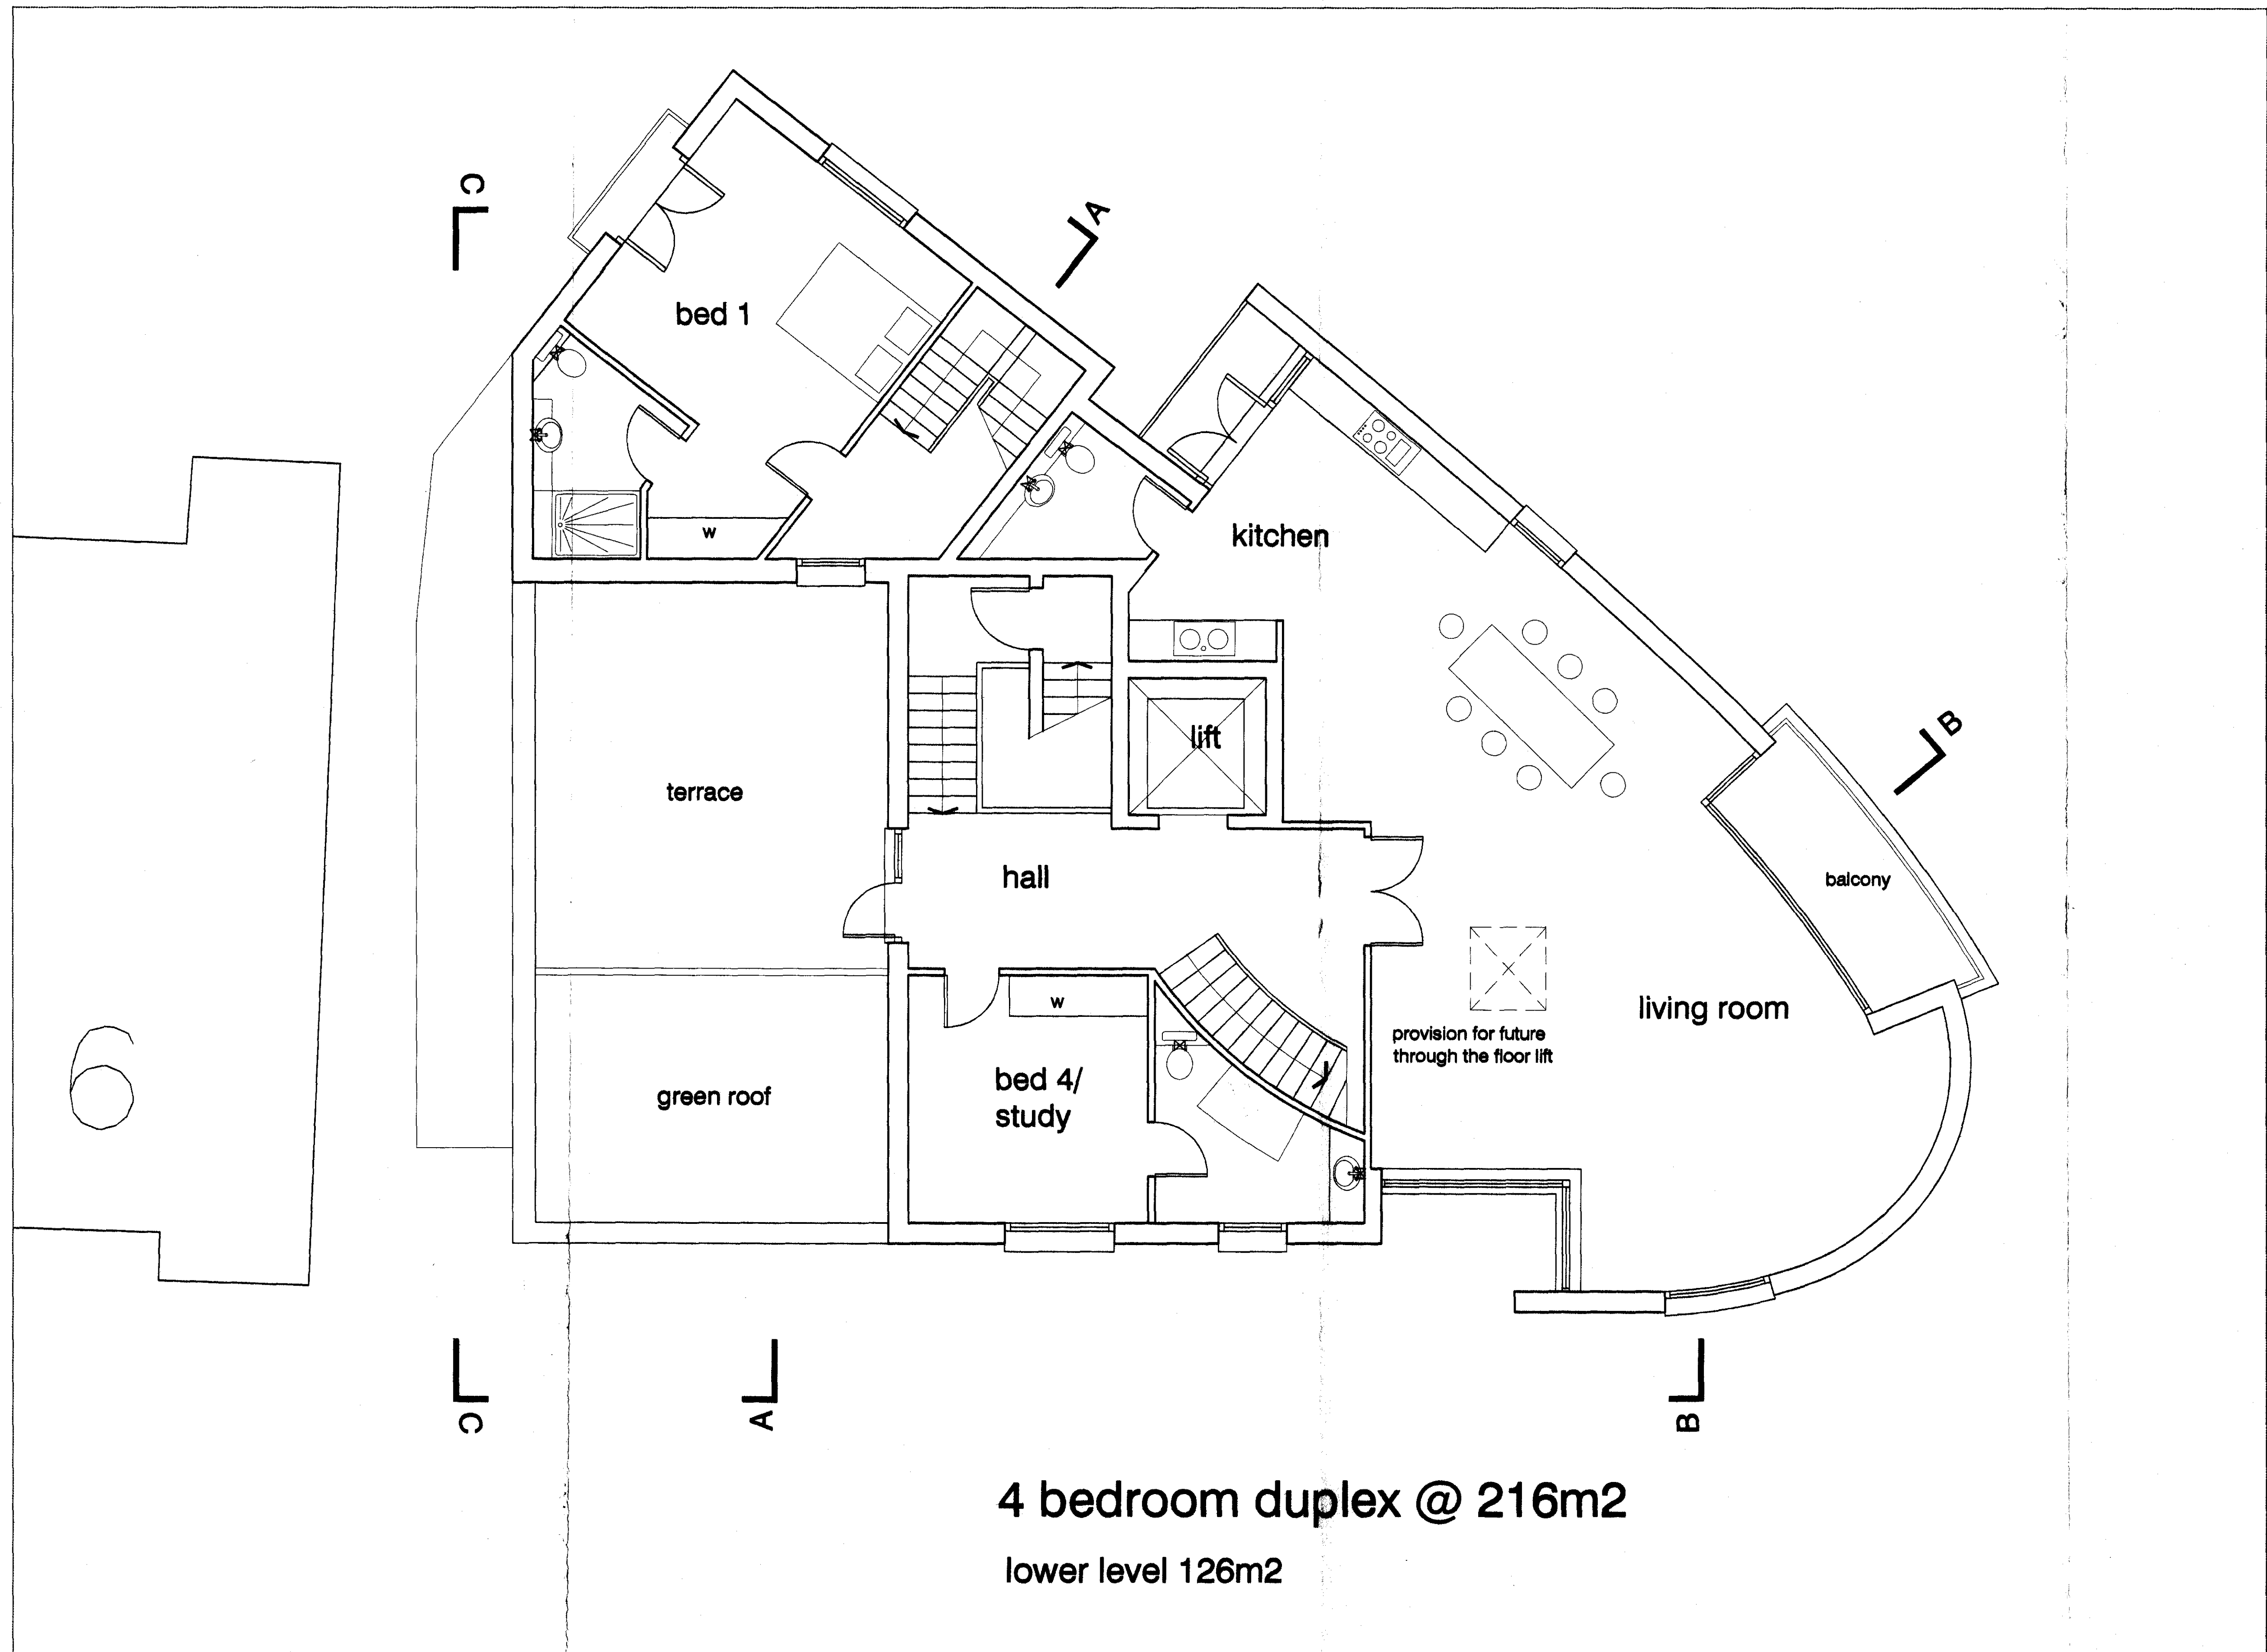 C
A
bed 1
w
kitchen
lift
B
terrace
hall
balcony
w
living room
provision for future
through the floor lift
bed 4/
study
green roof
6
C
A
B
4 bedroom duplex @ 216m2
lower level 126m2